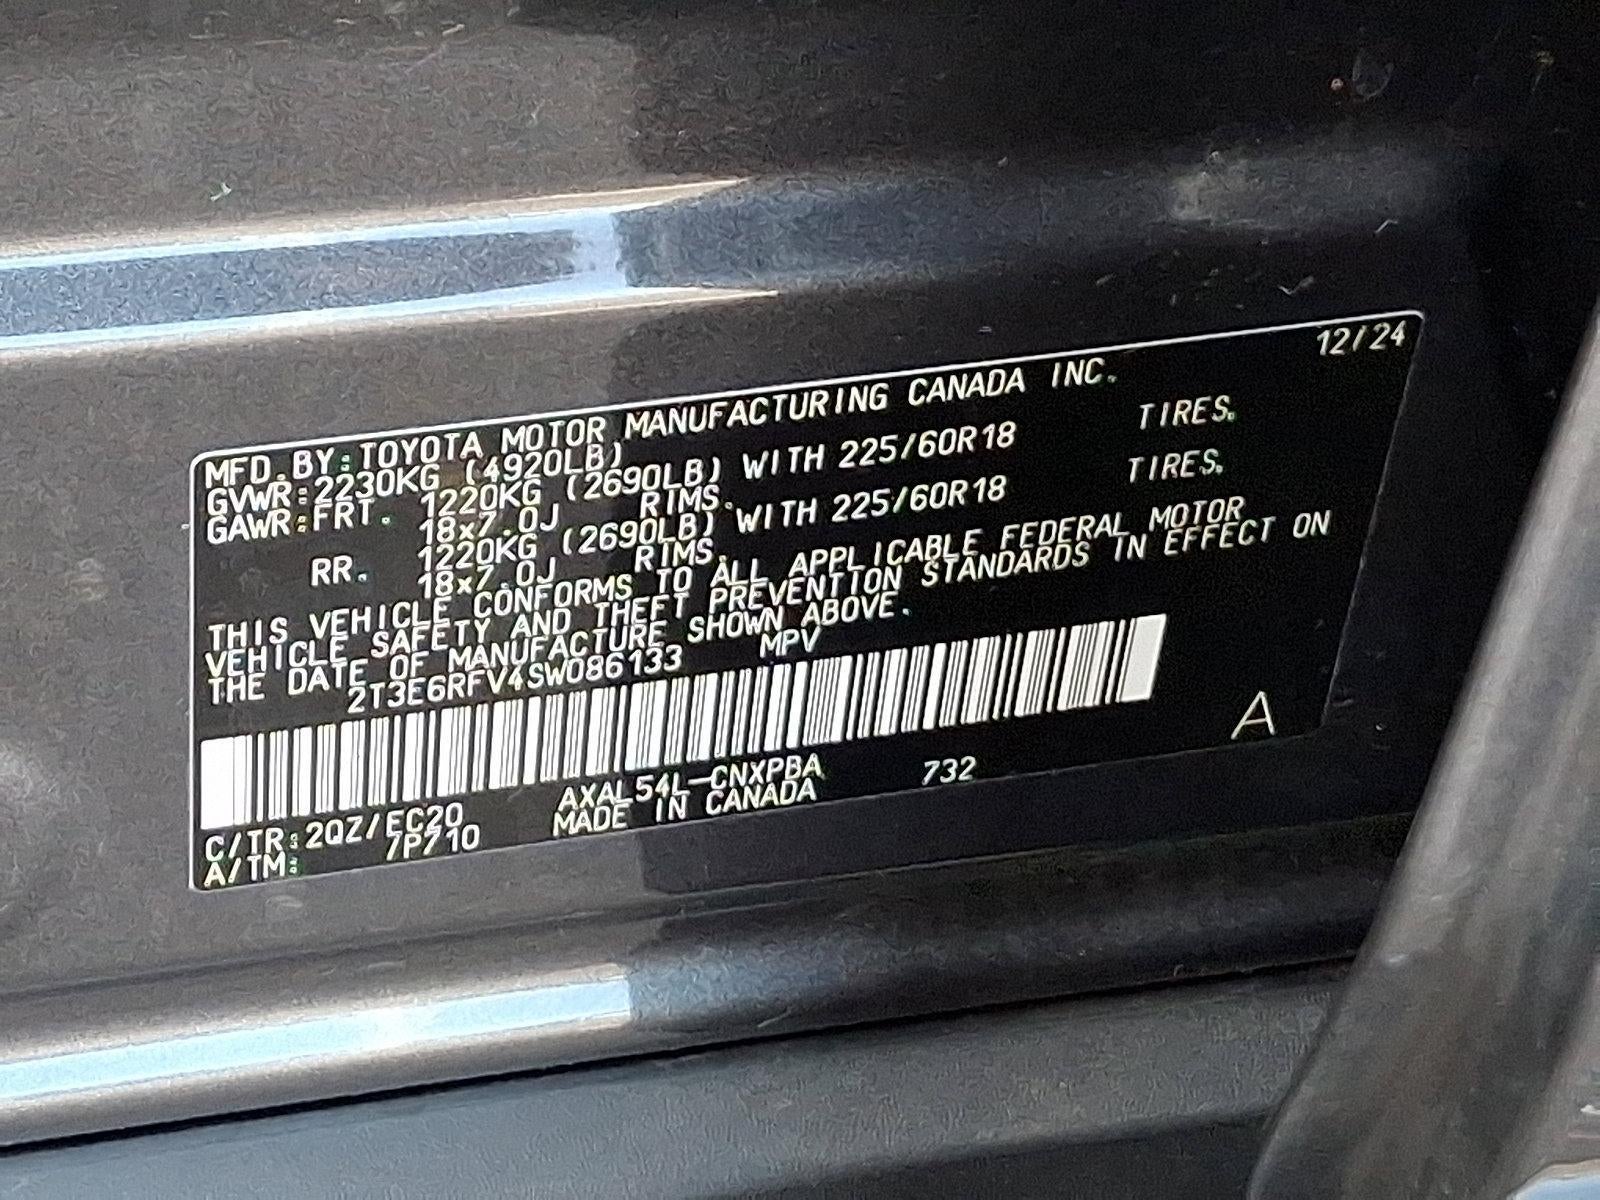 12/24
MFD.BY:TOYOTA MOTOR MANUFACTURING CANADA INC.
GVWR:2230KG (4920LB)
GAWR:FRT. 1220KG (2690LB) WITH 225/60R18 TIRES.
18x7.0J RIMS.
RR. 1220KG (2690LB) WITH 225/60R18 TIRES.
18x7.0J RIMS.
THIS VEHICLE CONFORMS TO ALL APPLICABLE FEDERAL MOTOR
VEHICLE SAFETY AND THEFT PREVENTION STANDARDS IN EFFECT ON
THE DATE OF MANUFACTURE SHOWN ABOVE.
2T3E6RFV4SW086133 MPV
A
C/TR:2QZ/EC20 AXAL54L-CNXPBA 732
A/TM: 7P710 MADE IN CANADA